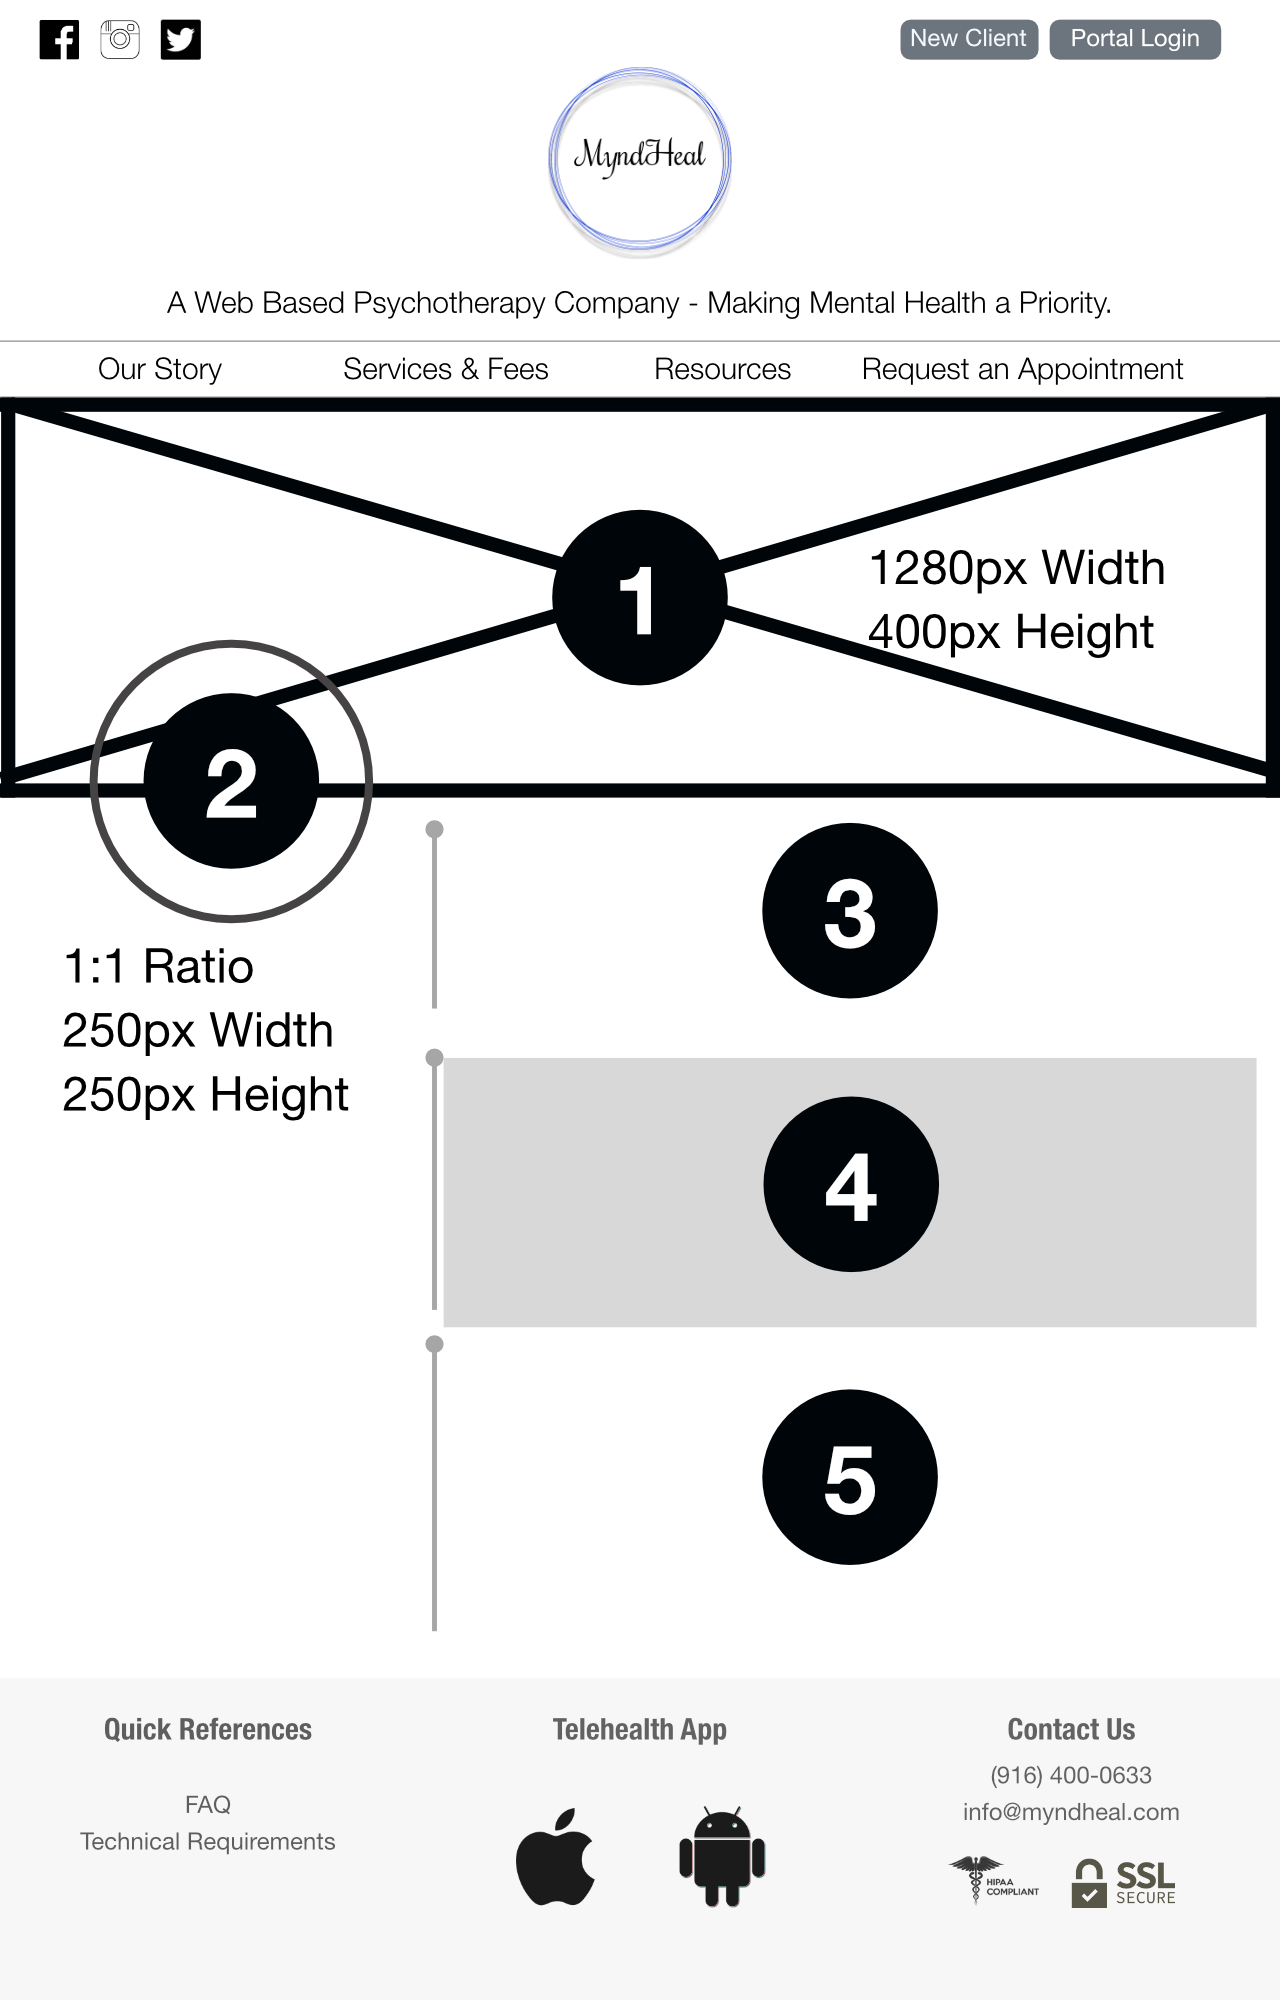 New Client
Portal Login
MyndHeal
A Web Based Psychotherapy Company - Making Mental Health a Priority.
Our Story
Services & Fees
Resources
Request an Appointment
1
1280px Width
400px Height
2
1:1 Ratio
250px Width
250px Height
3
4
5
Quick References
FAQ
Technical Requirements
Telehealth App
Contact Us
(916) 400-0633
info@myndheal.com
HIPAA
COMPLIANT
SSL
SECURE